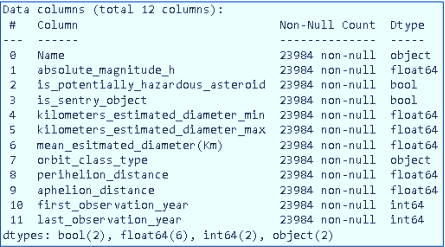 Data columns (total 12 columns):
# Column Non-Null Count Dtype
--- ------ -------------- -----
0 Name 23984 non-null object
1 absolute_magnitude_h 23984 non-null float64
2 is_potentially_hazardous_asteroid 23984 non-null bool
3 is_sentry_object 23984 non-null bool
4 kilometers_estimated_diameter_min 23984 non-null float64
5 kilometers_estimated_diameter_max 23984 non-null float64
6 mean_esitmated_diameter(Km) 23984 non-null float64
7 orbit_class_type 23984 non-null object
8 perihelion_distance 23984 non-null float64
9 aphelion_distance 23984 non-null float64
10 first_observation_year 23984 non-null int64
11 last_observation_year 23984 non-null int64
dtypes: bool(2), float64(6), int64(2), object(2)